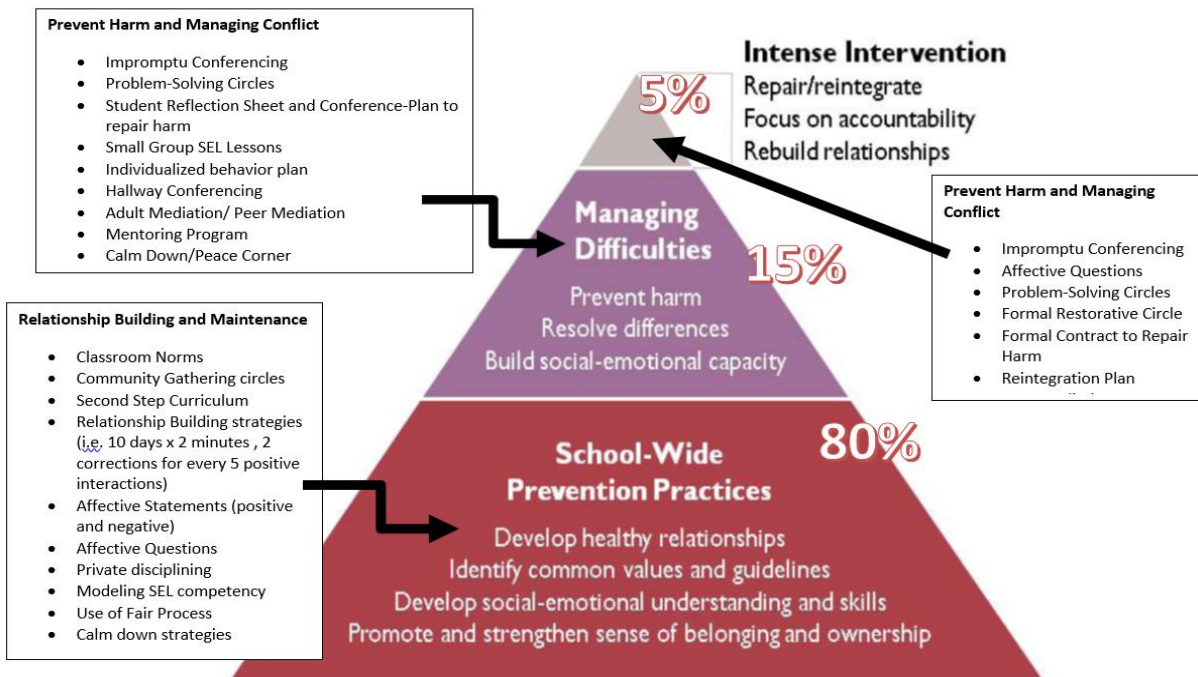 Prevent Harm and Managing Conflict
• Impromptu Conferencing
• Problem-Solving Circles
• Student Reflection Sheet and Conference-Plan to
repair harm
• Small Group SEL Lessons
• Individualized behavior plan
• Hallway Conferencing
• Adult Mediation/ Peer Mediation
• Mentoring Program
• Calm Down/Peace Corner
Relationship Building and Maintenance
• Classroom Norms
• Community Gathering circles
• Second Step Curriculum
• Relationship Building strategies
(i.e. 10 days x 2 minutes , 2
corrections for every 5 positive
interactions)
• Affective Statements (positive
and negative)
• Affective Questions
• Private disciplining
• Modeling SEL competency
• Use of Fair Process
• Calm down strategies
5%
Intense Intervention
Repair/reintegrate
Focus on accountability
Rebuild relationships
Prevent Harm and Managing
Conflict
• Impromptu Conferencing
• Affective Questions
• Problem-Solving Circles
• Formal Restorative Circle
• Formal Contract to Repair
Harm
• Reintegration Plan
Managing
Difficulties
15%
Prevent harm
Resolve differences
Build social-emotional capacity
80%
School-Wide
Prevention Practices
Develop healthy relationships
Identify common values and guidelines
Develop social-emotional understanding and skills
Promote and strengthen sense of belonging and ownership